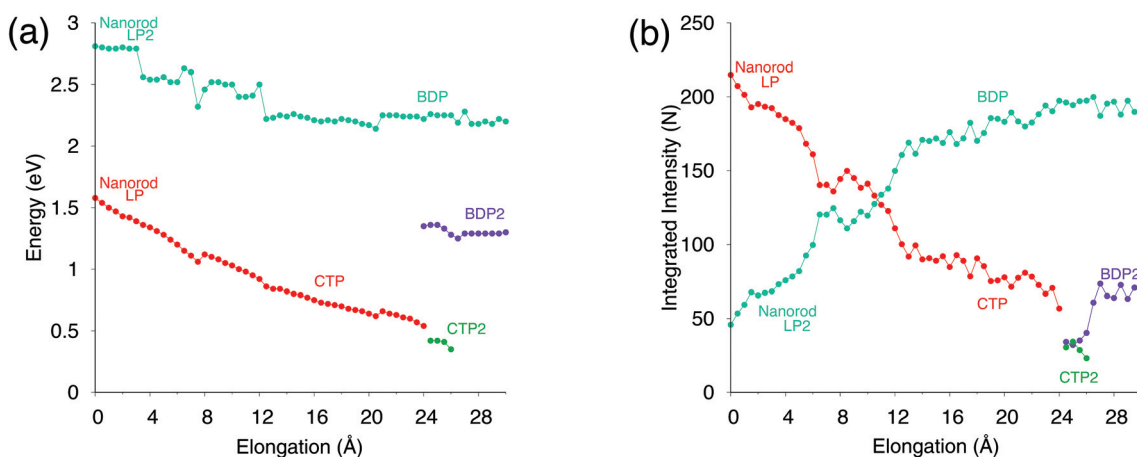 (a)
3
2.5
2
1.5
1
0.5
0
Energy (eV)
Nanorod
LP2
BDP
Nanorod
LP
BDP2
CTP
CTP2
0 4 8 12 16 20 24 28
Elongation (Å)
(b)
250
200
150
100
50
0
Integrated Intensity (N)
Nanorod
LP
BDP
Nanorod
LP2
CTP
BDP2
CTP2
0 4 8 12 16 20 24 28
Elongation (Å)